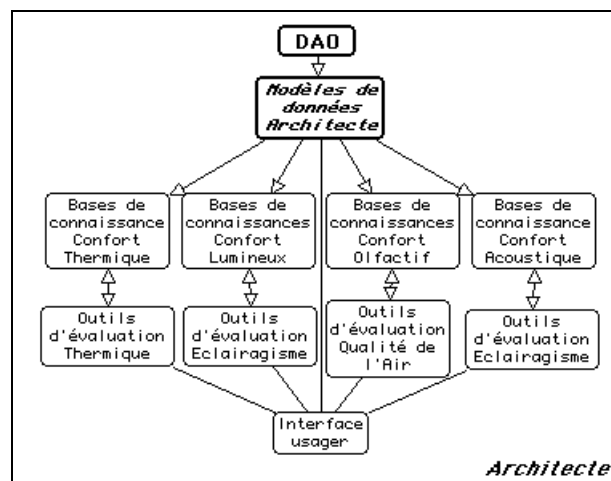 DAO
Modèles de
données
Architecte
Bases de
connaissance
Confort
Thermique
Bases de
connaissances
Confort
Lumineux
Bases de
connaissances
Confort
Olfactif
Bases de
connaissance
Confort
Acoustique
Outils
d'évaluation
Thermique
Outils
d'évaluation
Eclairagisme
Outils
d'évaluation
Qualité de
l'Air
Outils
d'évaluation
Eclairagisme
Interface
usager
Architecte